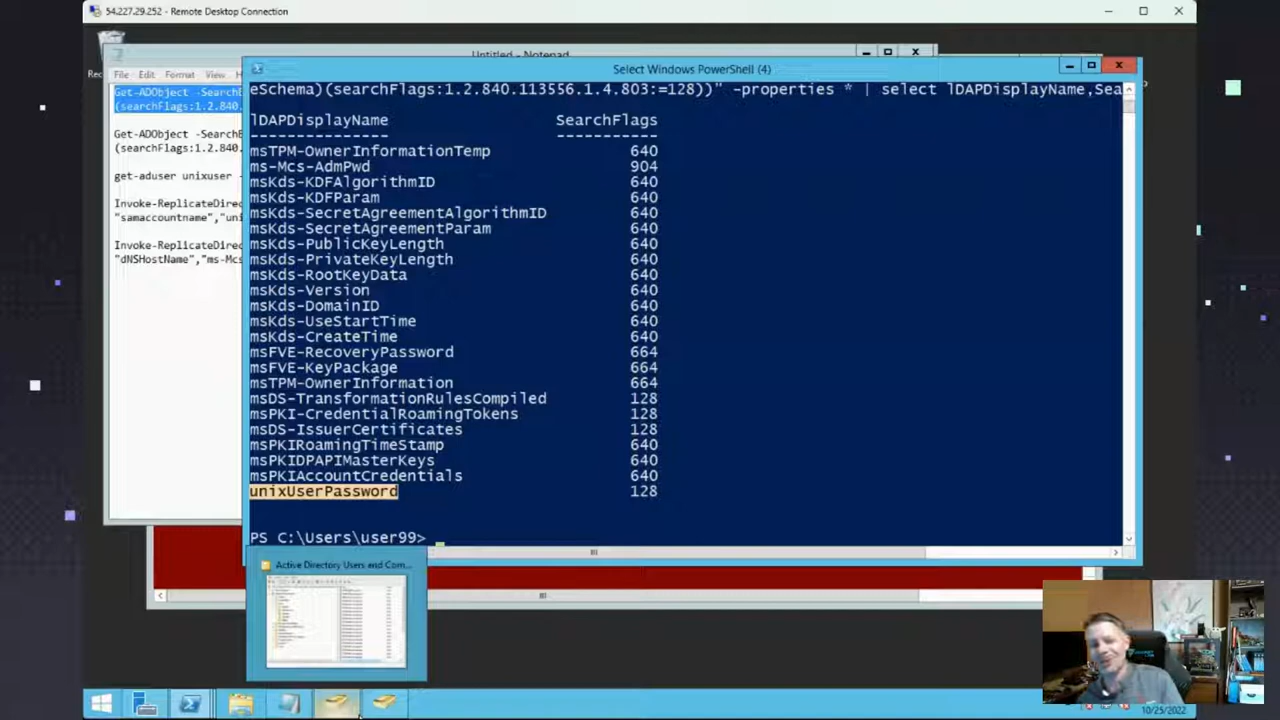 54.227.29.252 - Remote Desktop Connection
Untitled - Notepad
File Edit Format View
Get-ADObject -SearchB
(searchFlags:1.2.840.
Get-ADObject -SearchB
(searchFlags:1.2.840.
get-aduser unixuser -
Invoke-ReplicateDirec
"samaccountname","uni
Invoke-ReplicateDirec
"dNSHostName","ms-Mcs
Select Windows PowerShell (4)
eSchema)(searchFlags:1.2.840.113556.1.4.803:=128))" -properties * | select lDAPDisplayName,Sea
lDAPDisplayName SearchFlags
--------------- -----------
msTPM-OwnerInformationTemp 640
ms-Mcs-AdmPwd 904
msKds-KDFAlgorithmID 640
msKds-KDFParam 640
msKds-SecretAgreementAlgorithmID 640
msKds-SecretAgreementParam 640
msKds-PublicKeyLength 640
msKds-PrivateKeyLength 640
msKds-RootKeyData 640
msKds-Version 640
msKds-DomainID 640
msKds-UseStartTime 640
msKds-CreateTime 640
msFVE-RecoveryPassword 664
msFVE-KeyPackage 664
msTPM-OwnerInformation 664
msDS-TransformationRulesCompiled 128
msPKI-CredentialRoamingTokens 128
msDS-IssuerCertificates 128
msPKIRoamingTimeStamp 640
msPKIDPAPIMasterKeys 640
msPKIAccountCredentials 640
unixUserPassword 128
PS C:\Users\user99>
Active Directory Users and Com...
10/25/2022